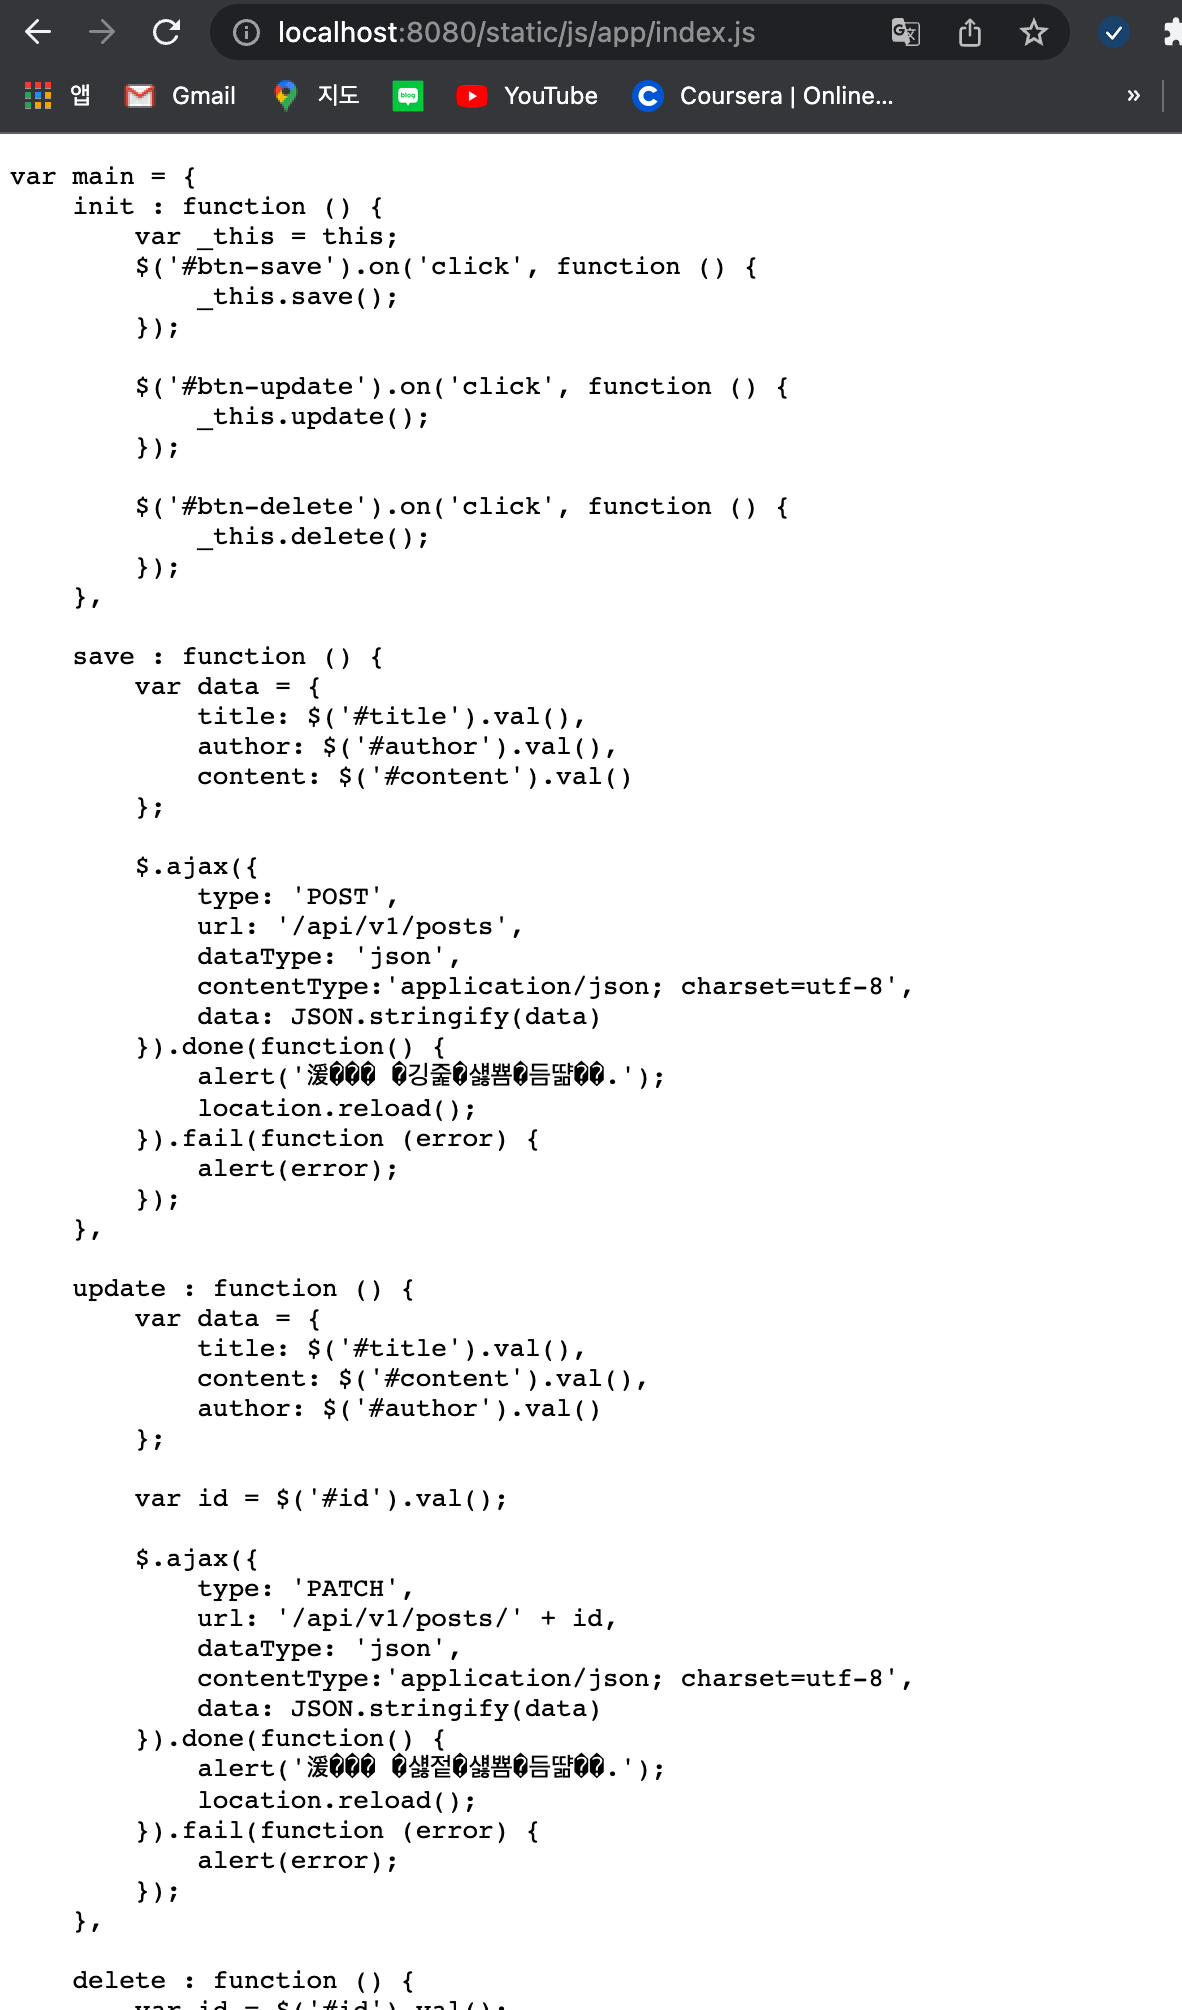 localhost:8080/static/js/app/index.js
앱 Gmail 지도 blog YouTube Coursera | Online... »
var main = {
    init : function () {
        var _this = this;
        $('#btn-save').on('click', function () {
            _this.save();
        });

        $('#btn-update').on('click', function () {
            _this.update();
        });

        $('#btn-delete').on('click', function () {
            _this.delete();
        });
    },

    save : function () {
        var data = {
            title: $('#title').val(),
            author: $('#author').val(),
            content: $('#content').val()
        };

        $.ajax({
            type: 'POST',
            url: '/api/v1/posts',
            dataType: 'json',
            contentType:'application/json; charset=utf-8',
            data: JSON.stringify(data)
        }).done(function() {
            alert('湲��� �깅줉�섏뿀�듬땲��.');
            location.reload();
        }).fail(function (error) {
            alert(error);
        });
    },

    update : function () {
        var data = {
            title: $('#title').val(),
            content: $('#content').val(),
            author: $('#author').val()
        };

        var id = $('#id').val();

        $.ajax({
            type: 'PATCH',
            url: '/api/v1/posts/' + id,
            dataType: 'json',
            contentType:'application/json; charset=utf-8',
            data: JSON.stringify(data)
        }).done(function() {
            alert('湲��� �섏젙�섏뿀�듬땲��.');
            location.reload();
        }).fail(function (error) {
            alert(error);
        });
    },

    delete : function () {
        var id = $('#id').val();